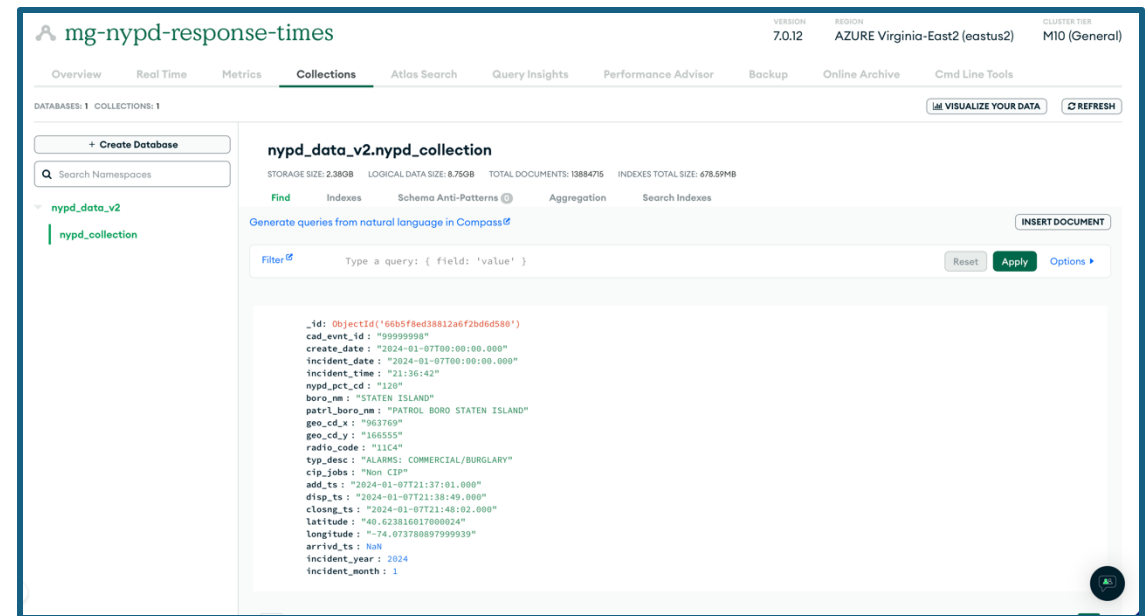 mg-nypd-response-times
VERSION
7.0.12
REGION
AZURE Virginia-East2 (eastus2)
CLUSTER TIER
M10 (General)
Overview Real Time Metrics Collections Atlas Search Query Insights Performance Advisor Backup Online Archive Cmd Line Tools
DATABASES: 1 COLLECTIONS: 1
VISUALIZE YOUR DATA
REFRESH
+ Create Database
Search Namespaces
nypd_data_v2
nypd_collection
nypd_data_v2.nypd_collection
STORAGE SIZE: 2.38GB LOGICAL DATA SIZE: 8.75GB TOTAL DOCUMENTS: 13884715 INDEXES TOTAL SIZE: 678.59MB
Find Indexes Schema Anti-Patterns 0 Aggregation Search Indexes
Generate queries from natural language in Compass
INSERT DOCUMENT
Filter Type a query: { field: 'value' } Reset Apply Options
_id: ObjectId('66b5f8ed38812a6f2bd6d580')
cad_evnt_id : "99999998"
create_date : "2024-01-07T00:00:00.000"
incident_date : "2024-01-07T00:00:00.000"
incident_time : "21:36:42"
nypd_pct_cd : "120"
boro_nm : "STATEN ISLAND"
patrl_boro_nm : "PATROL BORO STATEN ISLAND"
geo_cd_x : "963769"
geo_cd_y : "166555"
radio_code : "11C4"
typ_desc : "ALARMS: COMMERCIAL/BURGLARY"
cip_jobs : "Non CIP"
add_ts : "2024-01-07T21:37:01.000"
disp_ts : "2024-01-07T21:38:49.000"
closng_ts : "2024-01-07T21:48:02.000"
latitude : "40.623816017000024"
longitude : "-74.073780897999939"
arrivd_ts : NaN
incident_year : 2024
incident_month : 1